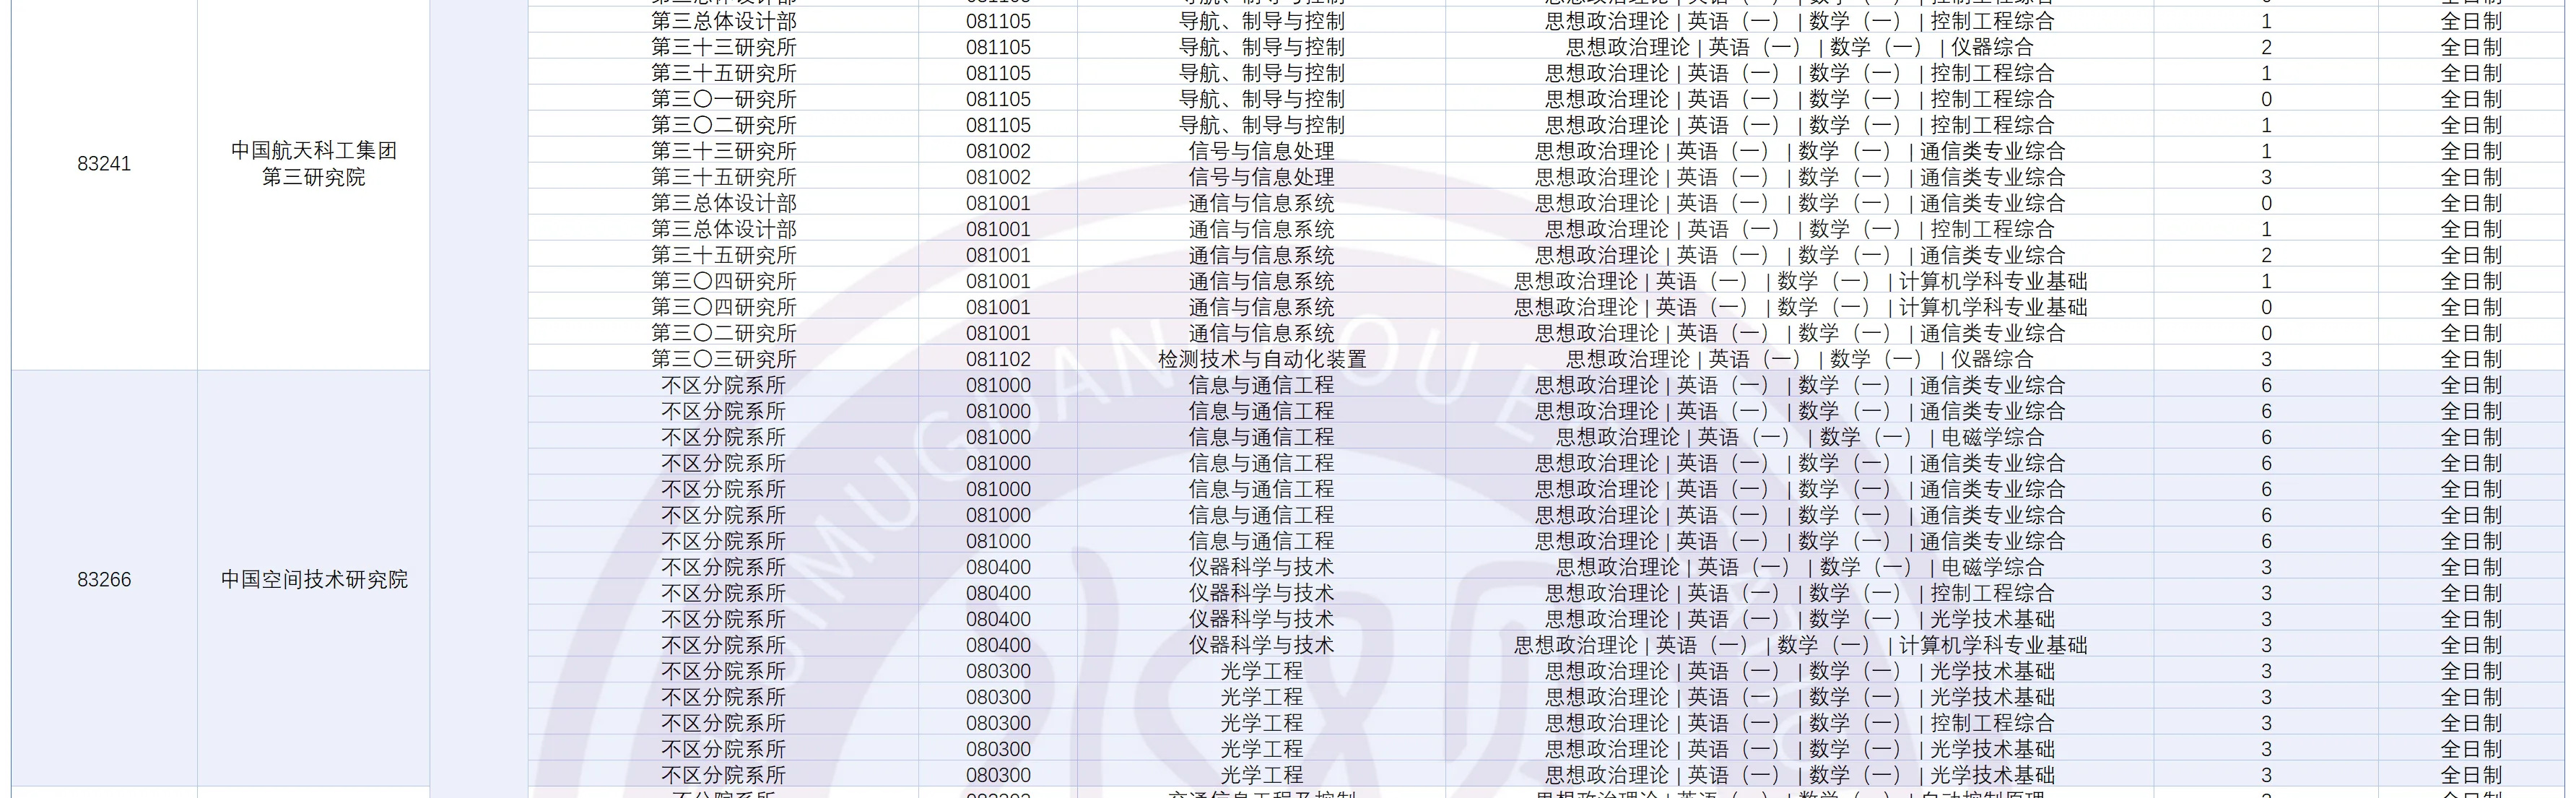 第三总体设计部 081105 导航、制导与控制 思想政治理论 | 英语（一） | 数学（一） | 控制工程综合 1 全日制
第三十三研究所 081105 导航、制导与控制 思想政治理论 | 英语（一） | 数学（一） | 仪器综合 2 全日制
第三十五研究所 081105 导航、制导与控制 思想政治理论 | 英语（一） | 数学（一） | 控制工程综合 1 全日制
第三〇一研究所 081105 导航、制导与控制 思想政治理论 | 英语（一） | 数学（一） | 控制工程综合 0 全日制
第三〇二研究所 081105 导航、制导与控制 思想政治理论 | 英语（一） | 数学（一） | 控制工程综合 1 全日制
83241 中国航天科工集团
第三研究院
第三十三研究所 081002 信号与信息处理 思想政治理论 | 英语（一） | 数学（一） | 通信类专业综合 1 全日制
第三十五研究所 081002 信号与信息处理 思想政治理论 | 英语（一） | 数学（一） | 通信类专业综合 3 全日制
第三总体设计部 081001 通信与信息系统 思想政治理论 | 英语（一） | 数学（一） | 通信类专业综合 0 全日制
第三总体设计部 081001 通信与信息系统 思想政治理论 | 英语（一） | 数学（一） | 控制工程综合 1 全日制
第三十五研究所 081001 通信与信息系统 思想政治理论 | 英语（一） | 数学（一） | 通信类专业综合 2 全日制
第三〇四研究所 081001 通信与信息系统 思想政治理论 | 英语（一） | 数学（一） | 计算机学科专业基础 1 全日制
第三〇四研究所 081001 通信与信息系统 思想政治理论 | 英语（一） | 数学（一） | 计算机学科专业基础 0 全日制
第三〇二研究所 081001 通信与信息系统 思想政治理论 | 英语（一） | 数学（一） | 通信类专业综合 0 全日制
第三〇三研究所 081102 检测技术与自动化装置 思想政治理论 | 英语（一） | 数学（一） | 仪器综合 3 全日制
不区分院系所 081000 信息与通信工程 思想政治理论 | 英语（一） | 数学（一） | 通信类专业综合 6 全日制
不区分院系所 081000 信息与通信工程 思想政治理论 | 英语（一） | 数学（一） | 通信类专业综合 6 全日制
不区分院系所 081000 信息与通信工程 思想政治理论 | 英语（一） | 数学（一） | 电磁学综合 6 全日制
不区分院系所 081000 信息与通信工程 思想政治理论 | 英语（一） | 数学（一） | 通信类专业综合 6 全日制
不区分院系所 081000 信息与通信工程 思想政治理论 | 英语（一） | 数学（一） | 通信类专业综合 6 全日制
不区分院系所 081000 信息与通信工程 思想政治理论 | 英语（一） | 数学（一） | 通信类专业综合 6 全日制
不区分院系所 081000 信息与通信工程 思想政治理论 | 英语（一） | 数学（一） | 通信类专业综合 6 全日制
不区分院系所 080400 仪器科学与技术 思想政治理论 | 英语（一） | 数学（一） | 电磁学综合 3 全日制
83266 中国空间技术研究院
不区分院系所 080400 仪器科学与技术 思想政治理论 | 英语（一） | 数学（一） | 控制工程综合 3 全日制
不区分院系所 080400 仪器科学与技术 思想政治理论 | 英语（一） | 数学（一） | 光学技术基础 3 全日制
不区分院系所 080400 仪器科学与技术 思想政治理论 | 英语（一） | 数学（一） | 计算机学科专业基础 3 全日制
不区分院系所 080300 光学工程 思想政治理论 | 英语（一） | 数学（一） | 光学技术基础 3 全日制
不区分院系所 080300 光学工程 思想政治理论 | 英语（一） | 数学（一） | 光学技术基础 3 全日制
不区分院系所 080300 光学工程 思想政治理论 | 英语（一） | 数学（一） | 控制工程综合 3 全日制
不区分院系所 080300 光学工程 思想政治理论 | 英语（一） | 数学（一） | 光学技术基础 3 全日制
不区分院系所 080300 光学工程 思想政治理论 | 英语（一） | 数学（一） | 光学技术基础 3 全日制